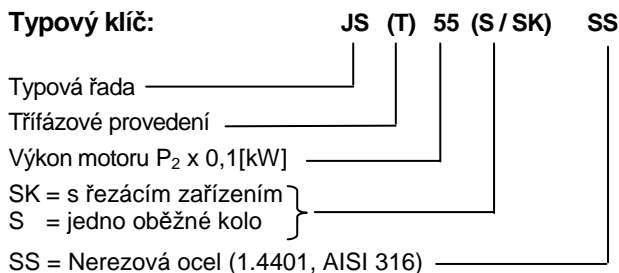 Typový klíč: JS (T) 55 (S / SK) SS
Typová řada
Třífázové provedení
Výkon motoru P₂ x 0,1[kW]
SK = s řezácím zařízením
S = jedno oběžné kolo
SS = Nerezová ocel (1.4401, AISI 316)